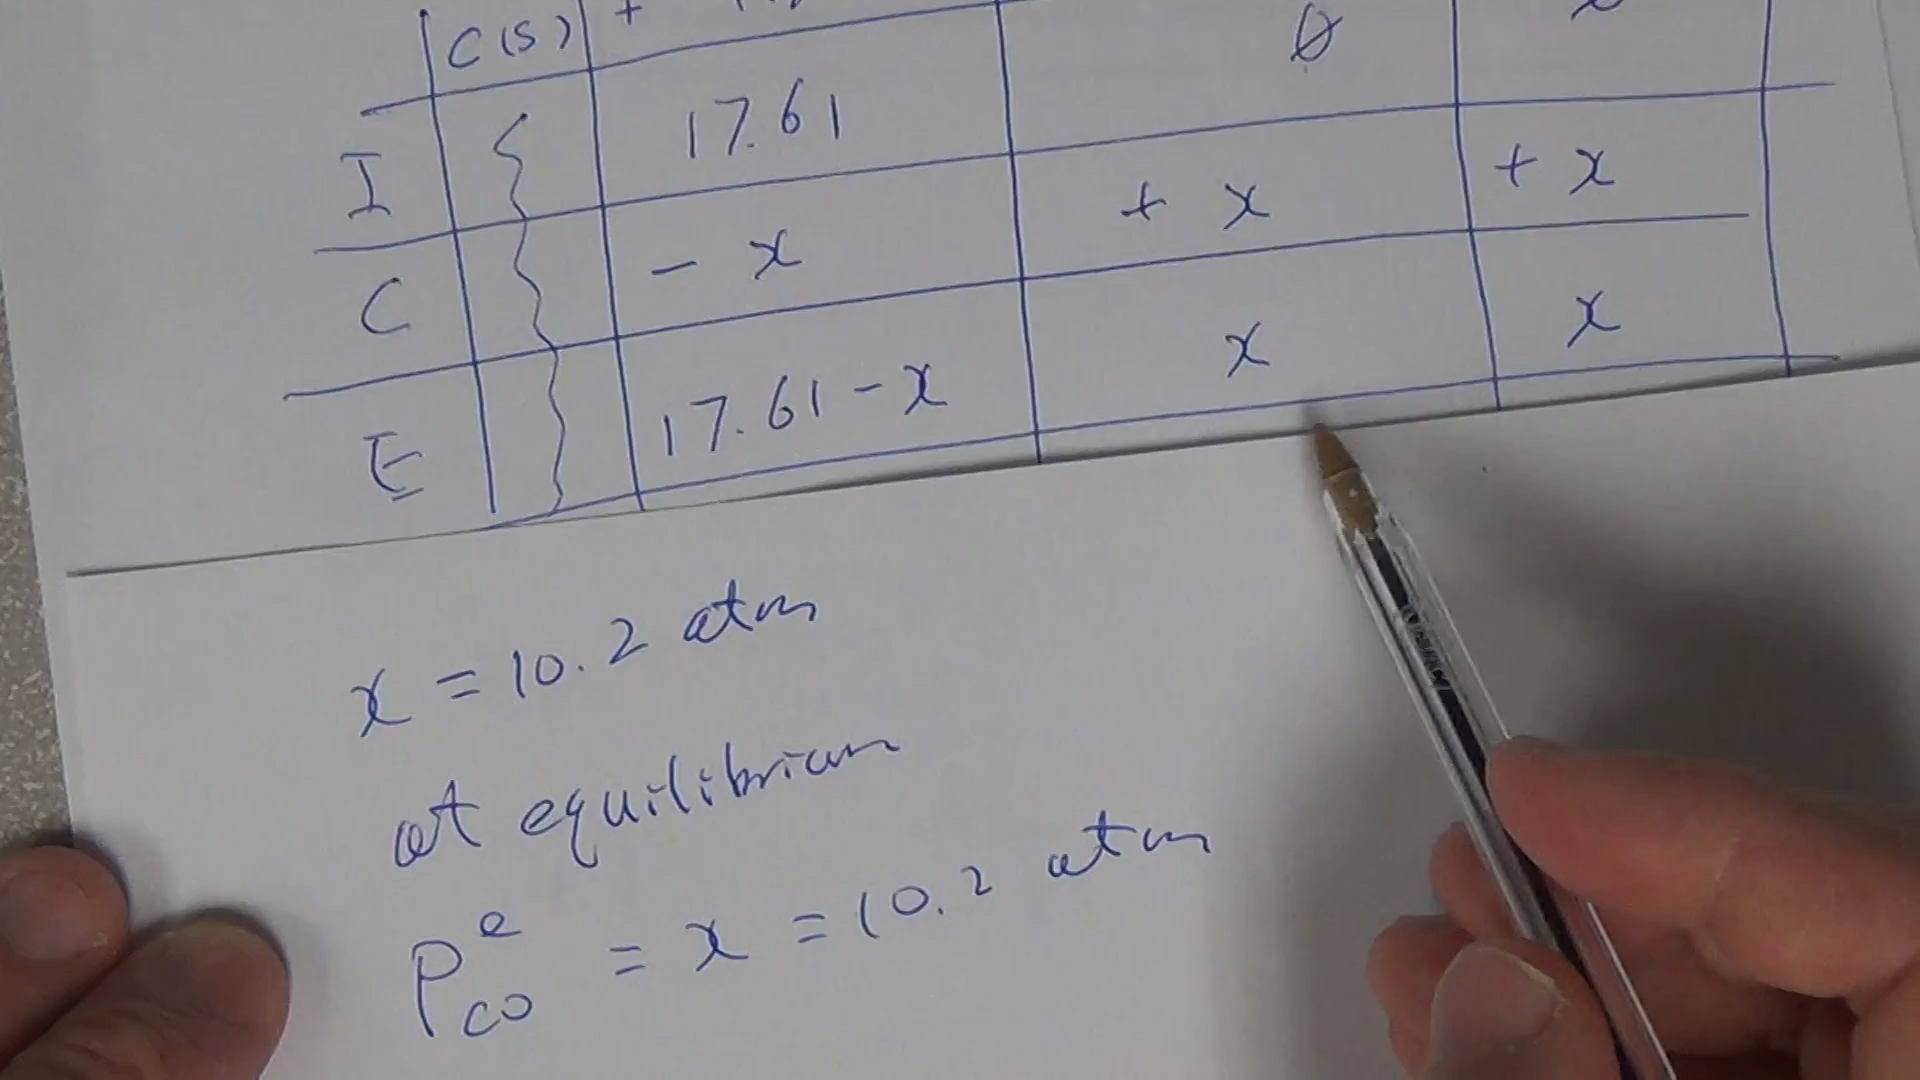 C(s) +
0
I 17.61
C - x + x + x
E 17.61 - x x x
x = 10.2 atm
at equilibrium
P^e_CO = x = 10.2 atm